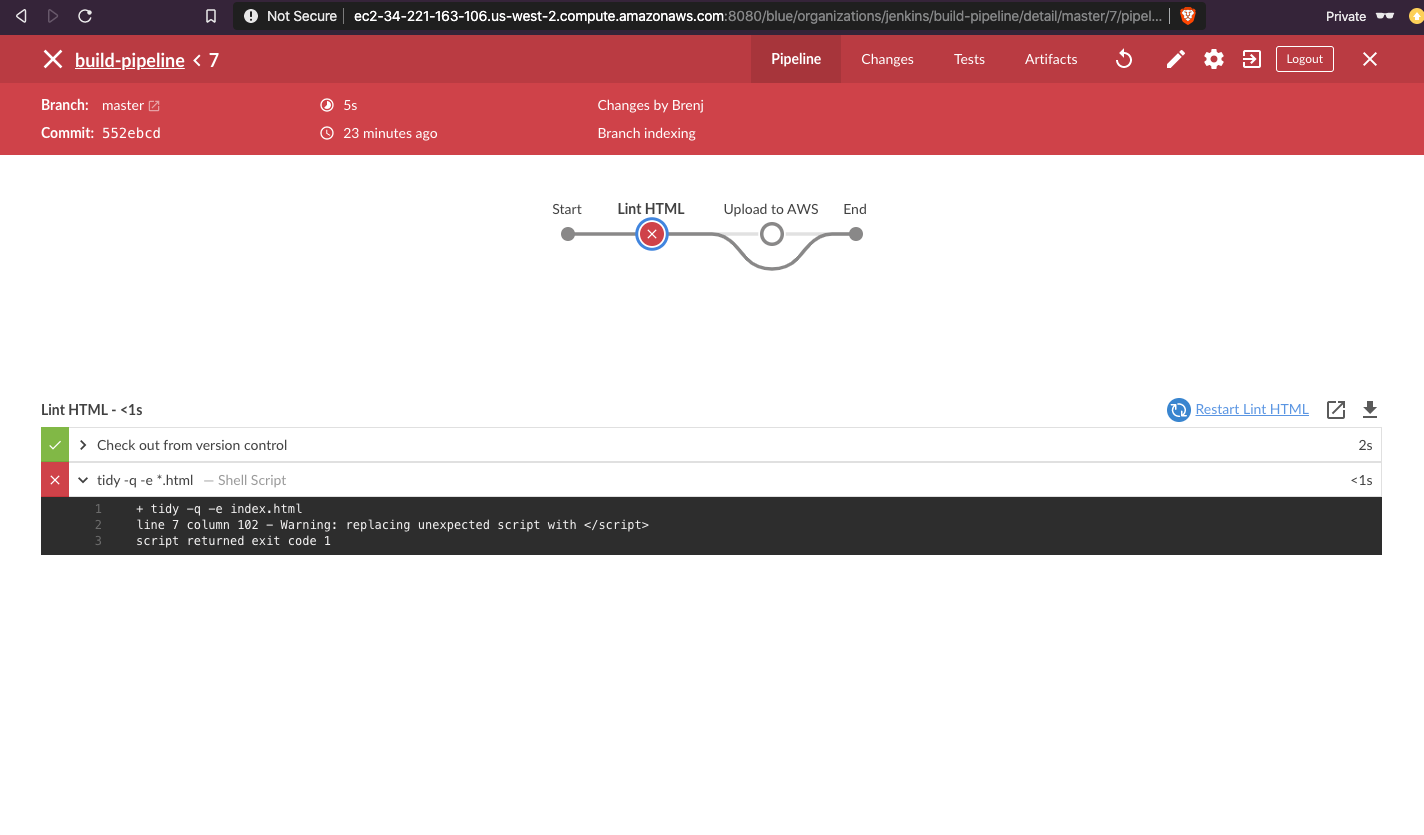 Not Secure ec2-34-221-163-106.us-west-2.compute.amazonaws.com:8080/blue/organizations/jenkins/build-pipeline/detail/master/7/pipel... Private
build-pipeline < 7 Pipeline Changes Tests Artifacts Logout
Branch: master 5s Changes by Brenj
Commit: 552ebcd 23 minutes ago Branch indexing
Start Lint HTML Upload to AWS End
Lint HTML - <1s Restart Lint HTML
Check out from version control 2s
tidy -q -e *.html — Shell Script <1s
1 + tidy -q -e index.html
2 line 7 column 102 - Warning: replacing unexpected script with </script>
3 script returned exit code 1